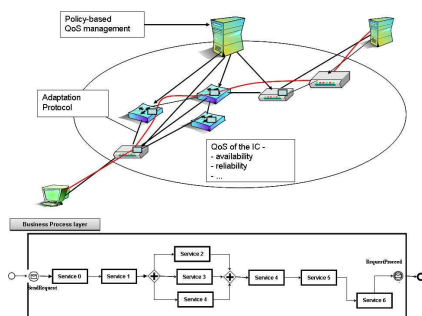 Policy-based
QoS management
Adaptation
Protocol
QoS of the IC -
- availability
- reliability
- ...
Business Process layer
Service 2
RequestProceed
Service 0
Service 1
Service 3
Service 4
Service 5
SendRequest
Service 4
Service 6